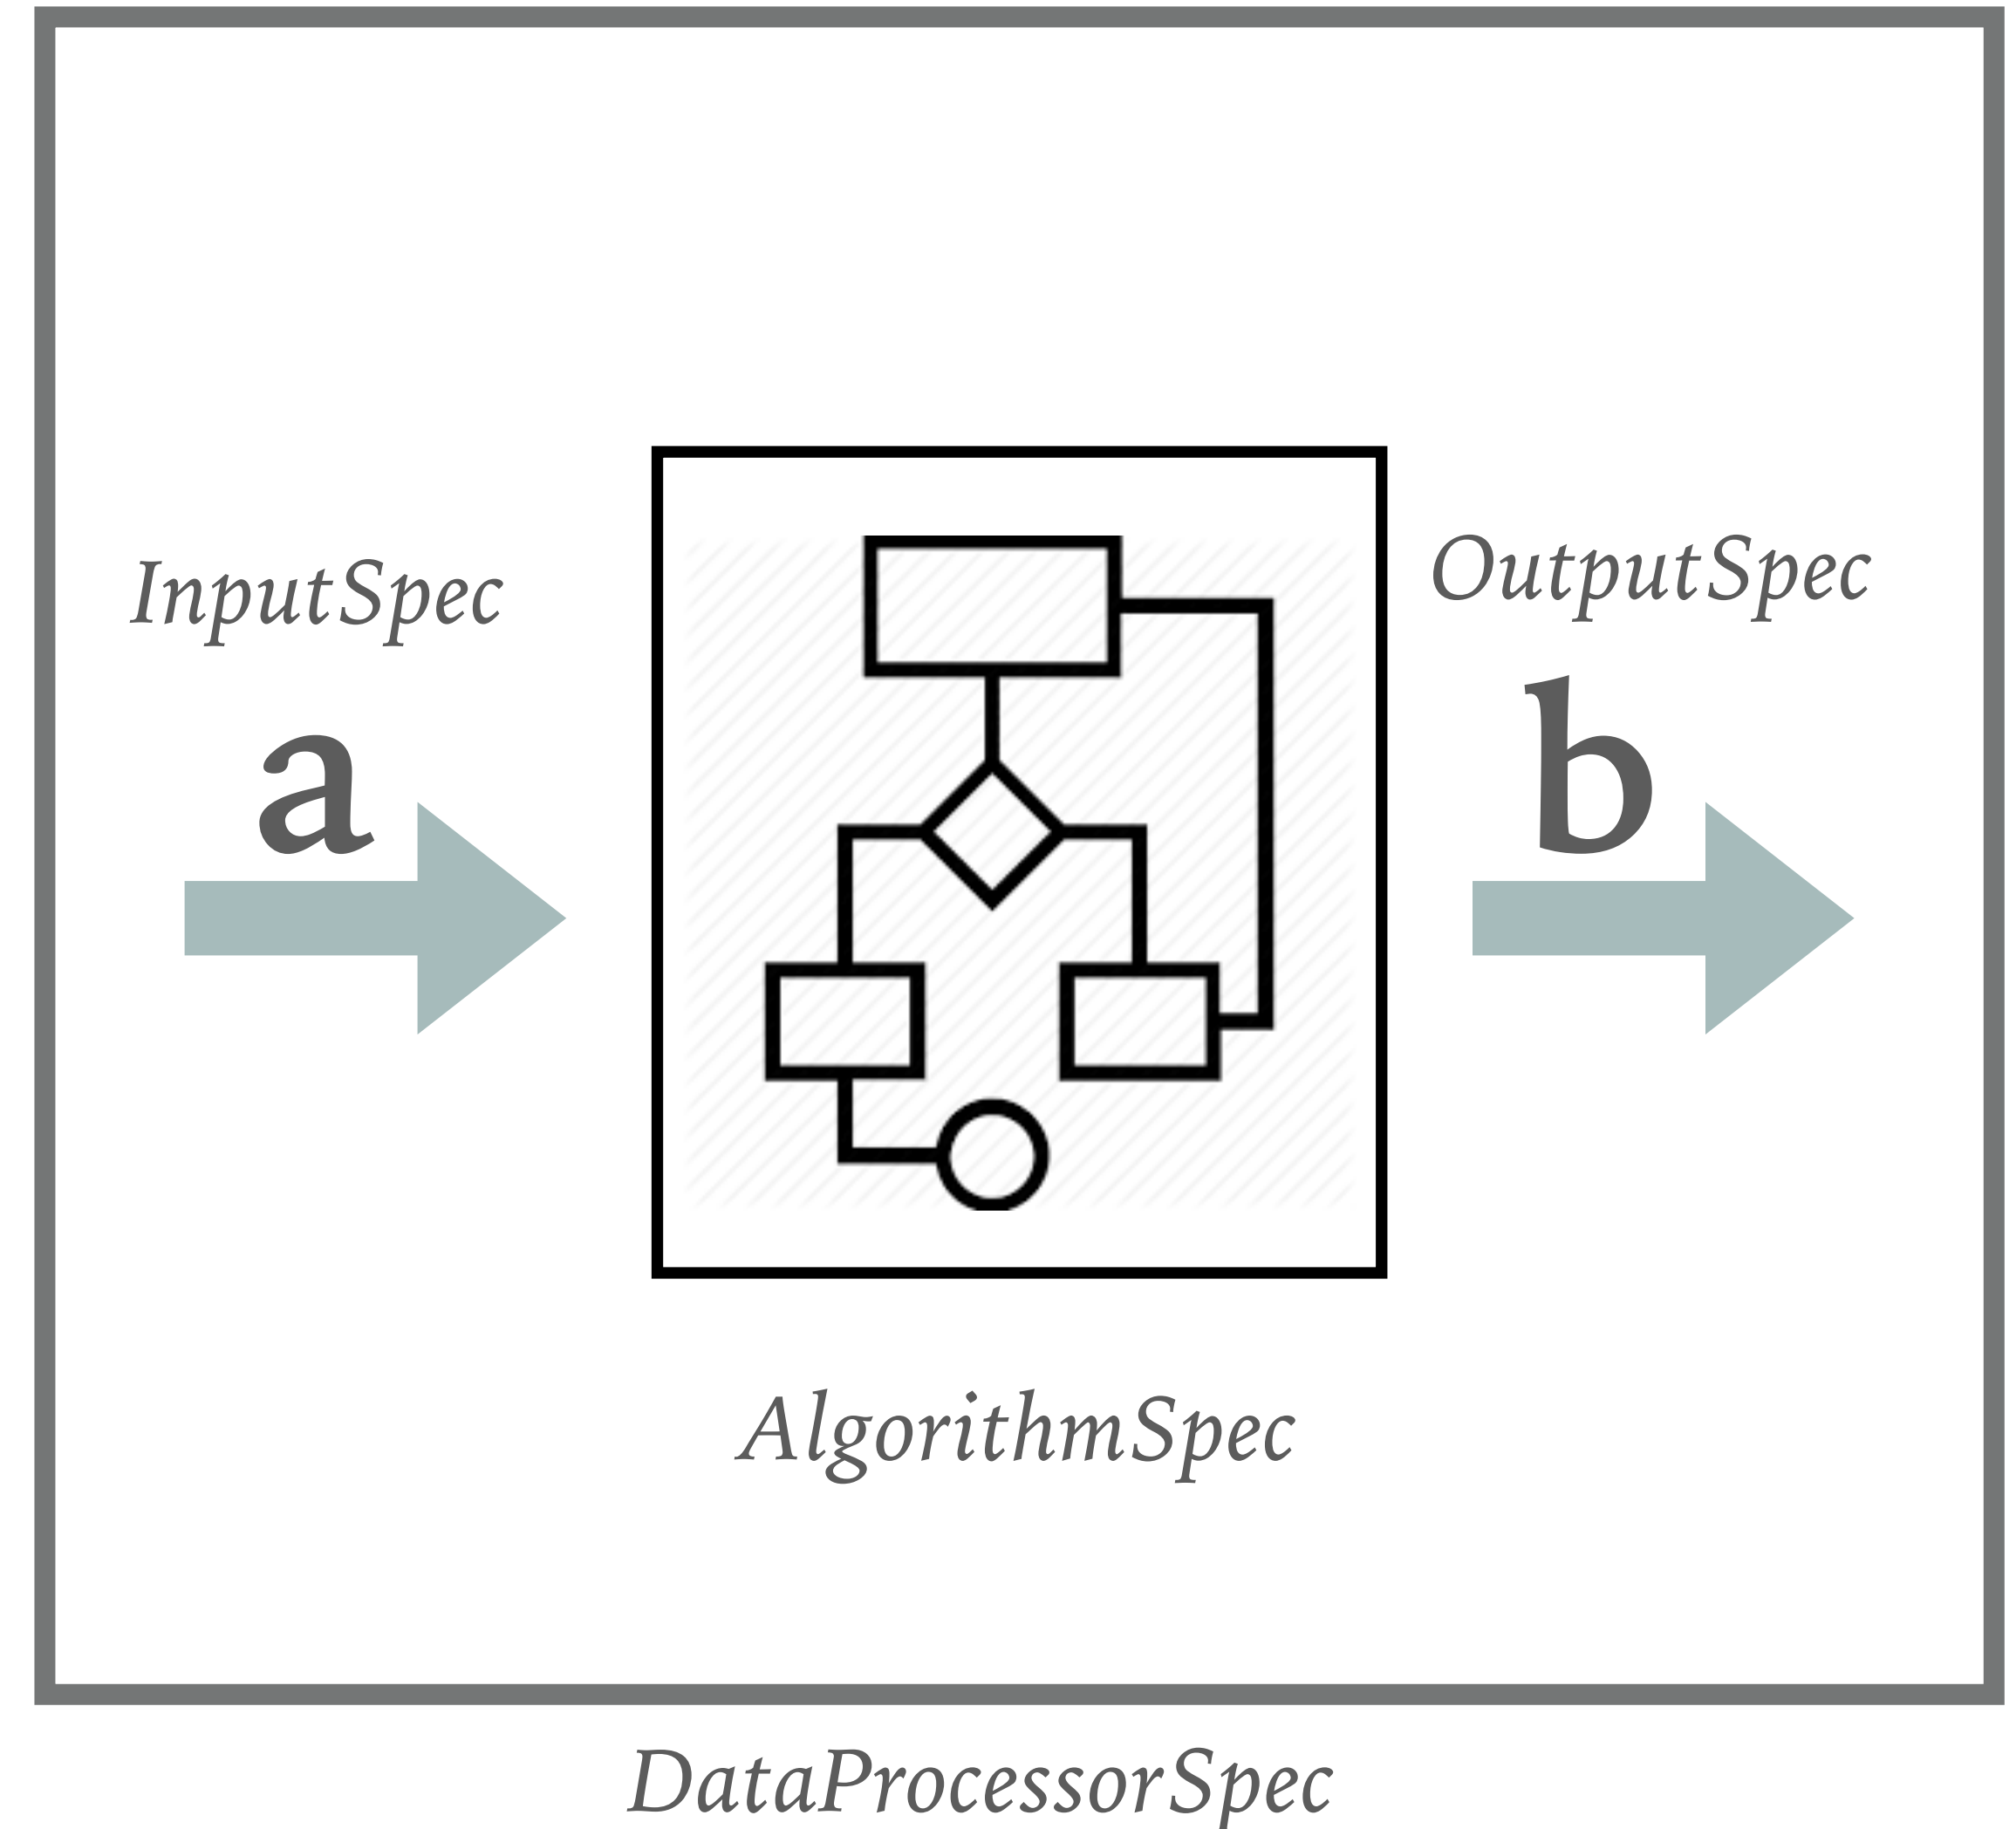 InputSpec
OutputSpec
a
b
AlgorithmSpec
DataProcessorSpec